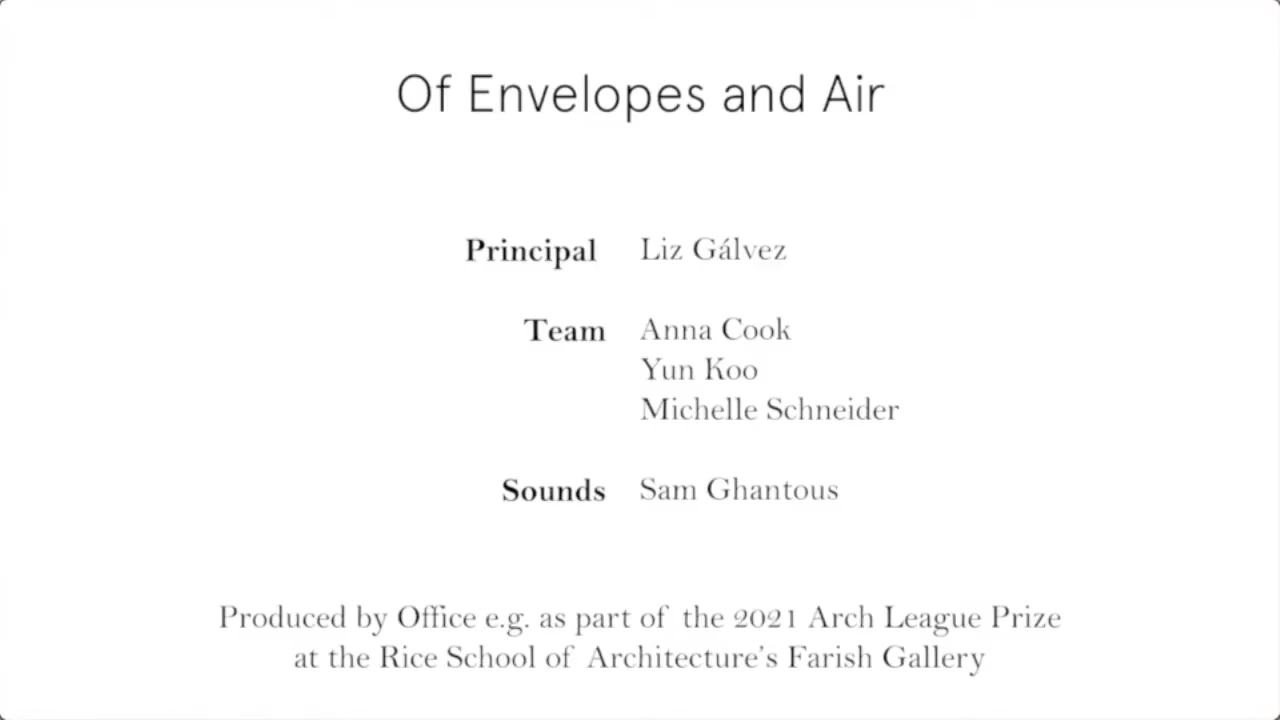 Of Envelopes and Air
Principal Liz Gálvez
Team Anna Cook
Yun Koo
Michelle Schneider
Sounds Sam Ghantous
Produced by Office e.g. as part of the 2021 Arch League Prize
at the Rice School of Architecture’s Farish Gallery